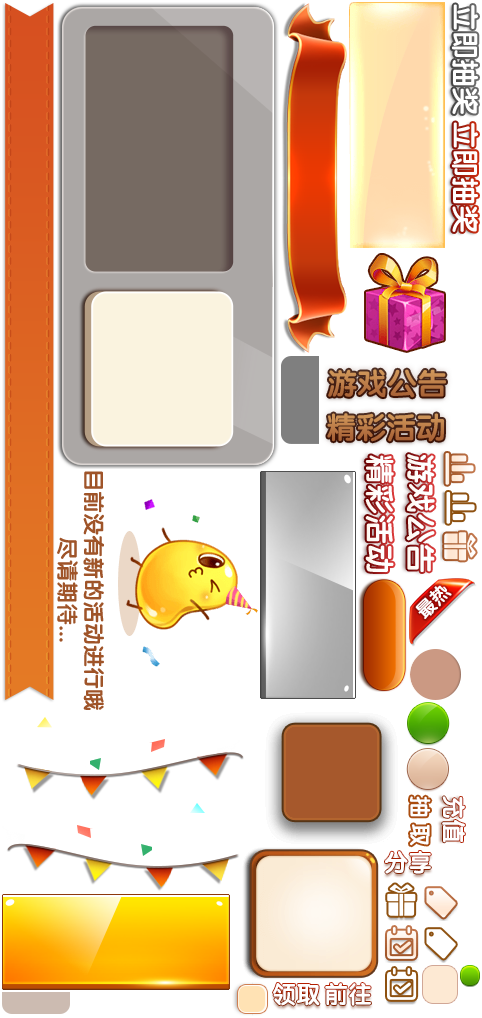 立即抽奖
立即抽奖
游戏公告
精彩活动
游戏公告
精彩活动
最热
目前没有新的活动进行哦
尽请期待...
充值
抽取
领取
前往